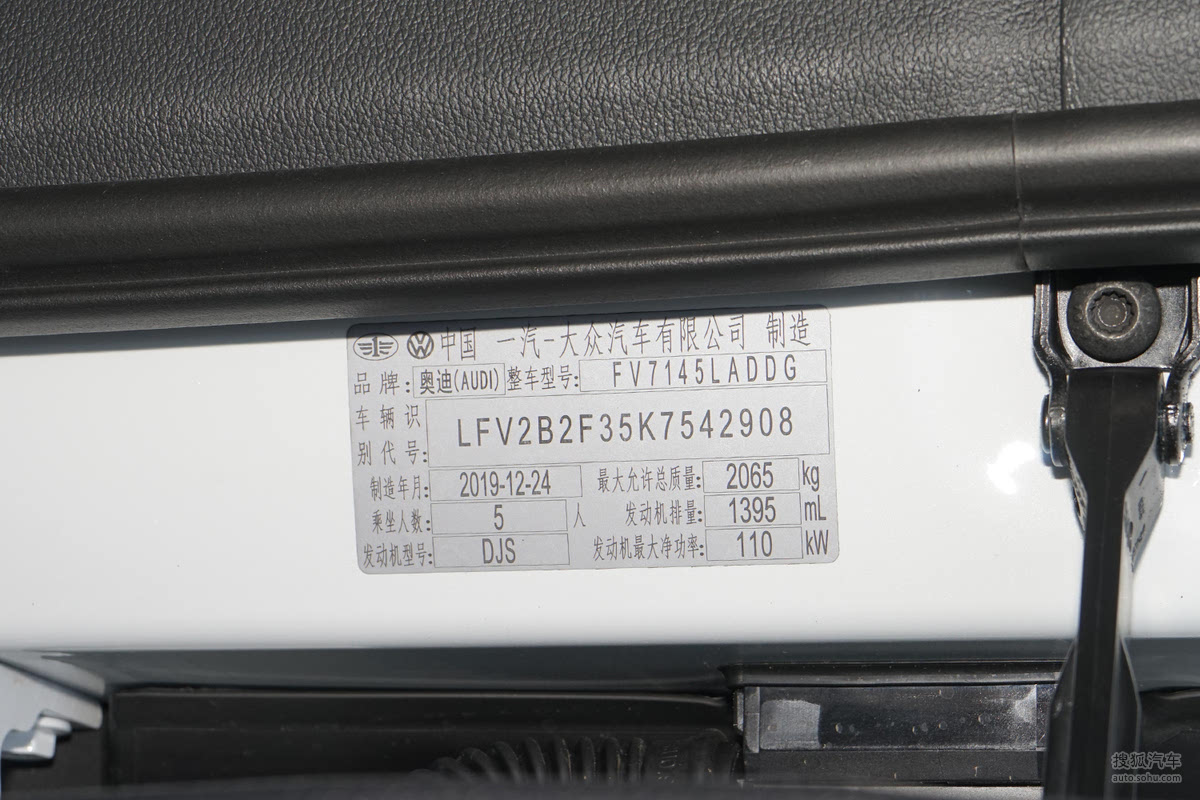 中国 一汽-大众汽车有限公司 制造
品牌: 奥迪(AUDI) 整车型号: FV7145LADDG
车辆识
别代号: LFV2B2F35K7542908
制造年月: 2019-12-24 最大允许总质量: 2065 kg
乘坐人数: 5 人 发动机排量: 1395 mL
发动机型号: DJS 发动机最大净功率: 110 kW
搜狐汽车
auto.sohu.com